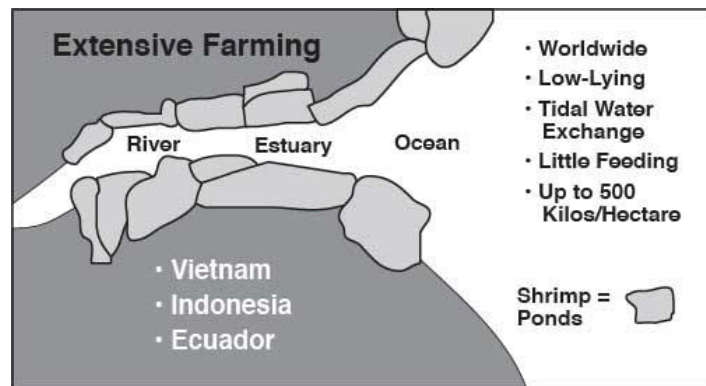 Extensive Farming
River
Estuary
Ocean
· Worldwide
· Low-Lying
· Tidal Water
Exchange
· Little Feeding
· Up to 500
Kilos/Hectare
· Vietnam
· Indonesia
· Ecuador
Shrimp =
Ponds